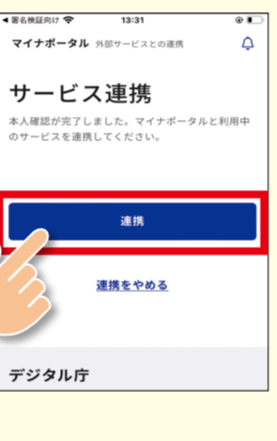 ◀ 署名検証向け 13:31
マイナポータル 外部サービスとの連携
サービス連携
本人確認が完了しました。マイナポータルと利用中
のサービスを連携してください。
連携
連携をやめる
デジタル庁